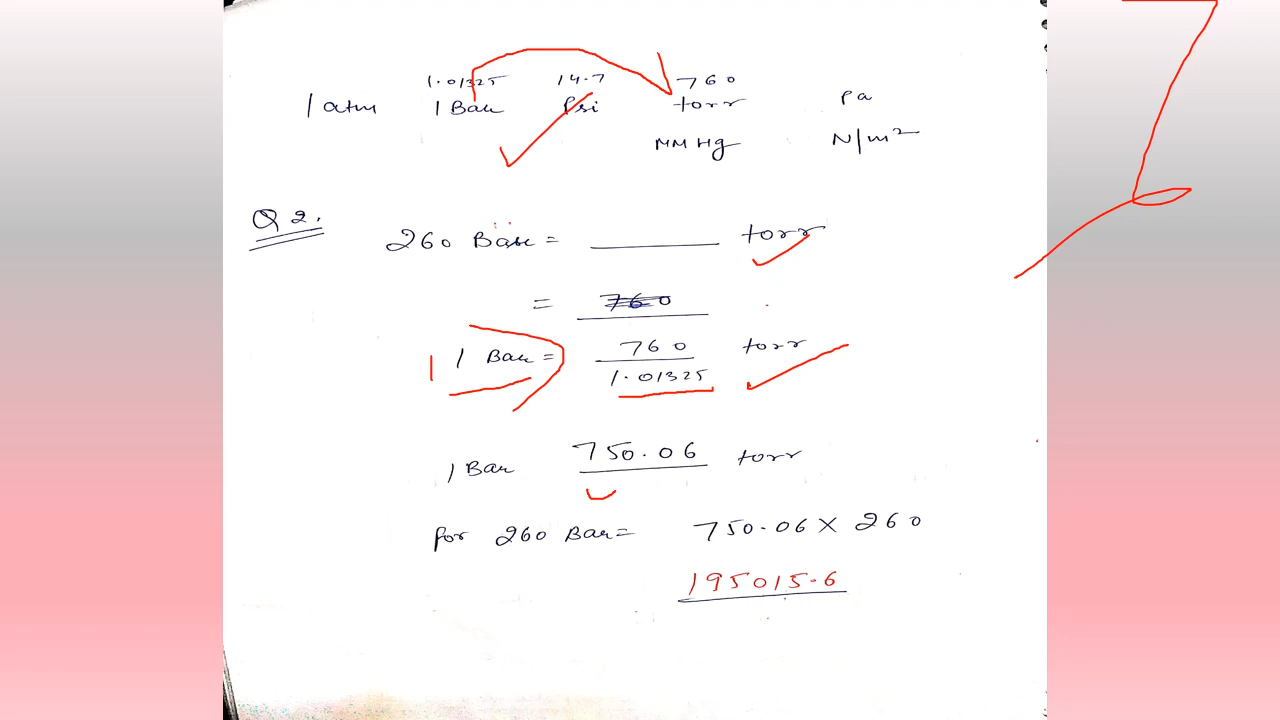 1.01325 14.7 760
1 atm 1 Bar Psi torr Pa
MM Hg N/m²
Q 2.
260 Bar = ______ torr
= 760
1 Bar = 760 / 1.01325 torr
1 Bar 750.06 torr
for 260 Bar = 750.06 × 260
195015.6